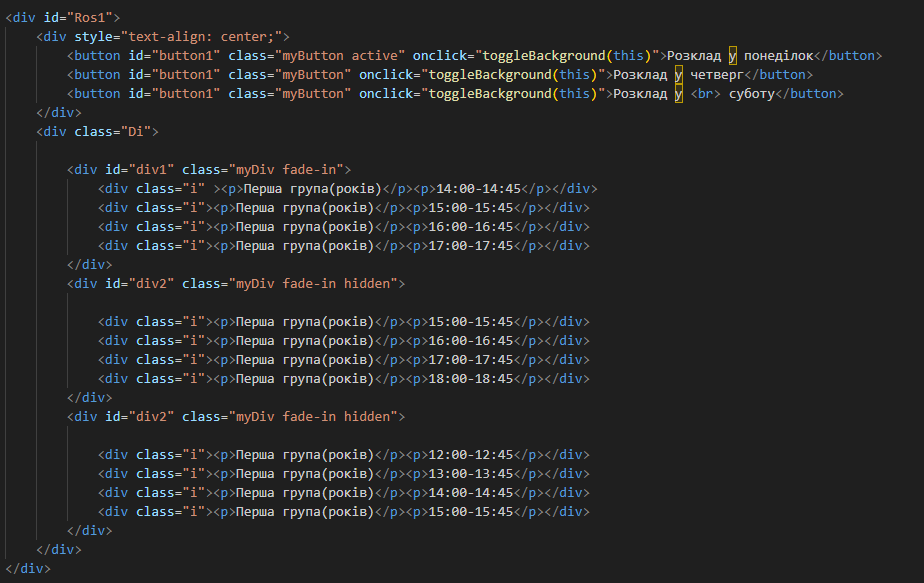 <div id="Ros1">
<div style="text-align: center;">
<button id="button1" class="myButton active" onclick="toggleBackground(this)">Розклад у понеділок</button>
<button id="button1" class="myButton" onclick="toggleBackground(this)">Розклад у четверг</button>
<button id="button1" class="myButton" onclick="toggleBackground(this)">Розклад у <br> суботу</button>
</div>
<div class="Di">
<div id="div1" class="myDiv fade-in">
<div class="i" ><p>Перша група(років)</p><p>14:00-14:45</p></div>
<div class="i"><p>Перша група(років)</p><p>15:00-15:45</p></div>
<div class="i"><p>Перша група(років)</p><p>16:00-16:45</p></div>
<div class="i"><p>Перша група(років)</p><p>17:00-17:45</p></div>
</div>
<div id="div2" class="myDiv fade-in hidden">
<div class="i"><p>Перша група(років)</p><p>15:00-15:45</p></div>
<div class="i"><p>Перша група(років)</p><p>16:00-16:45</p></div>
<div class="i"><p>Перша група(років)</p><p>17:00-17:45</p></div>
<div class="i"><p>Перша група(років)</p><p>18:00-18:45</p></div>
</div>
<div id="div2" class="myDiv fade-in hidden">
<div class="i"><p>Перша група(років)</p><p>12:00-12:45</p></div>
<div class="i"><p>Перша група(років)</p><p>13:00-13:45</p></div>
<div class="i"><p>Перша група(років)</p><p>14:00-14:45</p></div>
<div class="i"><p>Перша група(років)</p><p>15:00-15:45</p></div>
</div>
</div>
</div>